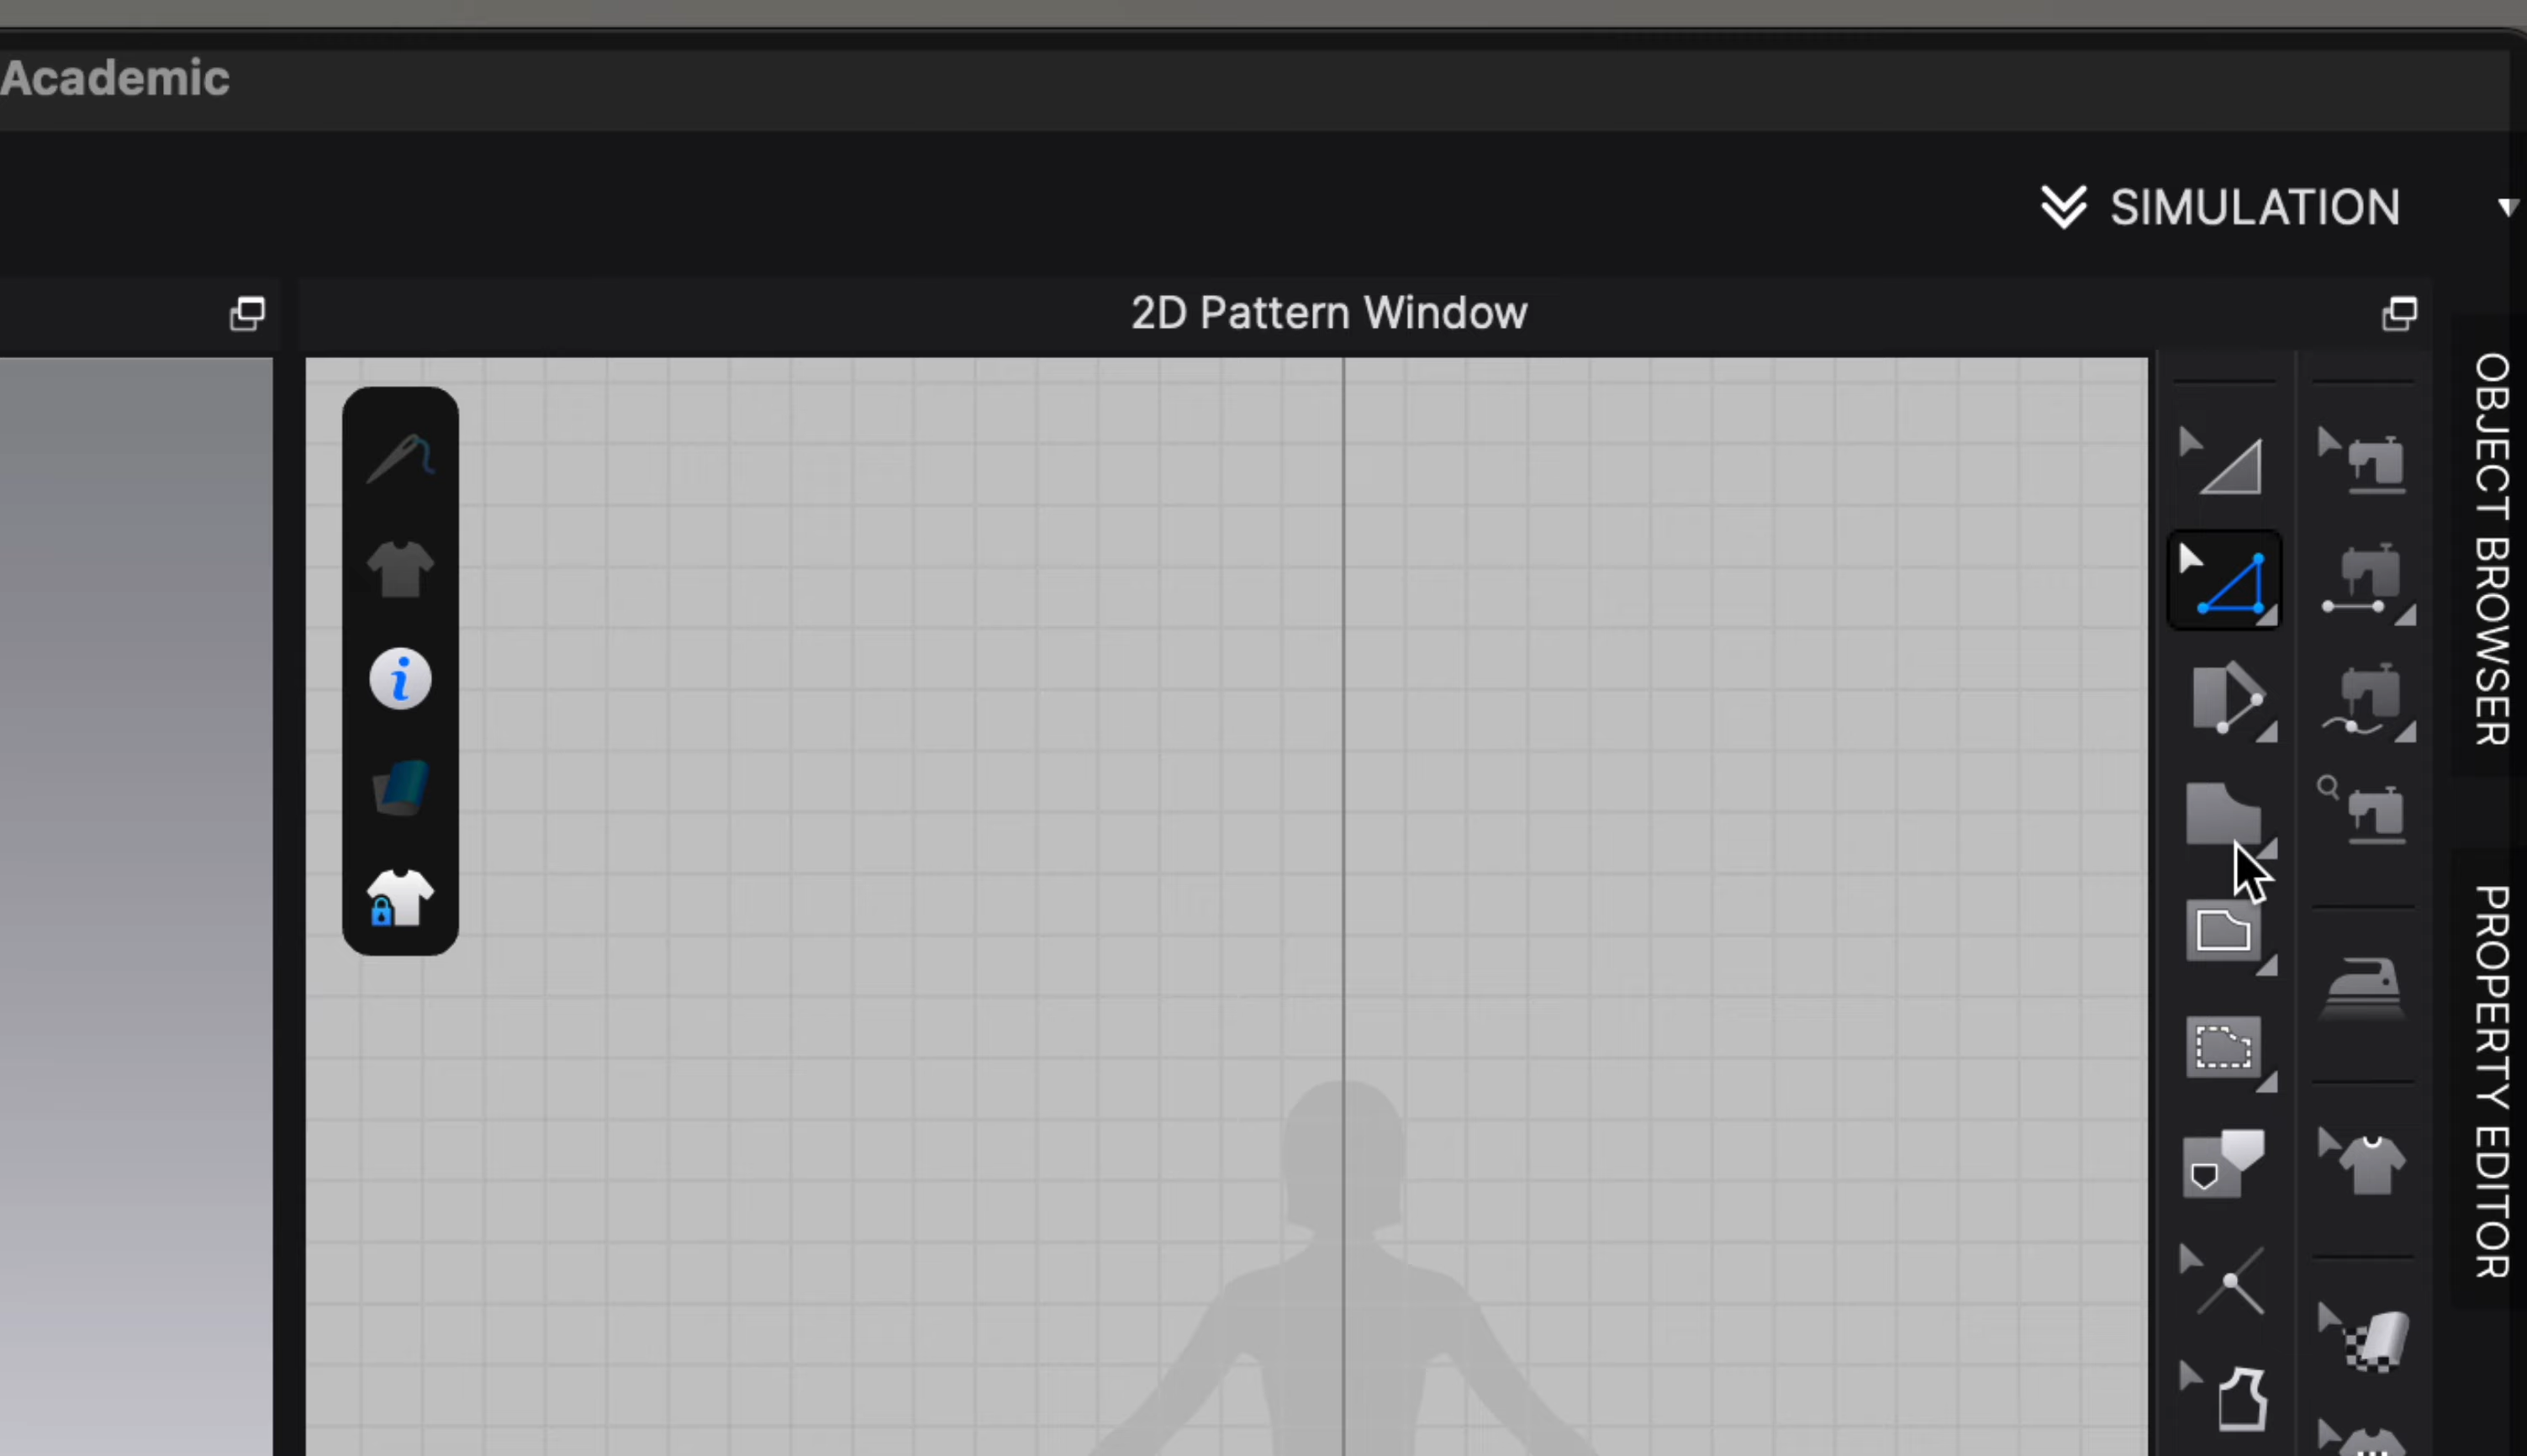 Academic
SIMULATION
2D Pattern Window
OBJECT BROWSER
PROPERTY EDITOR